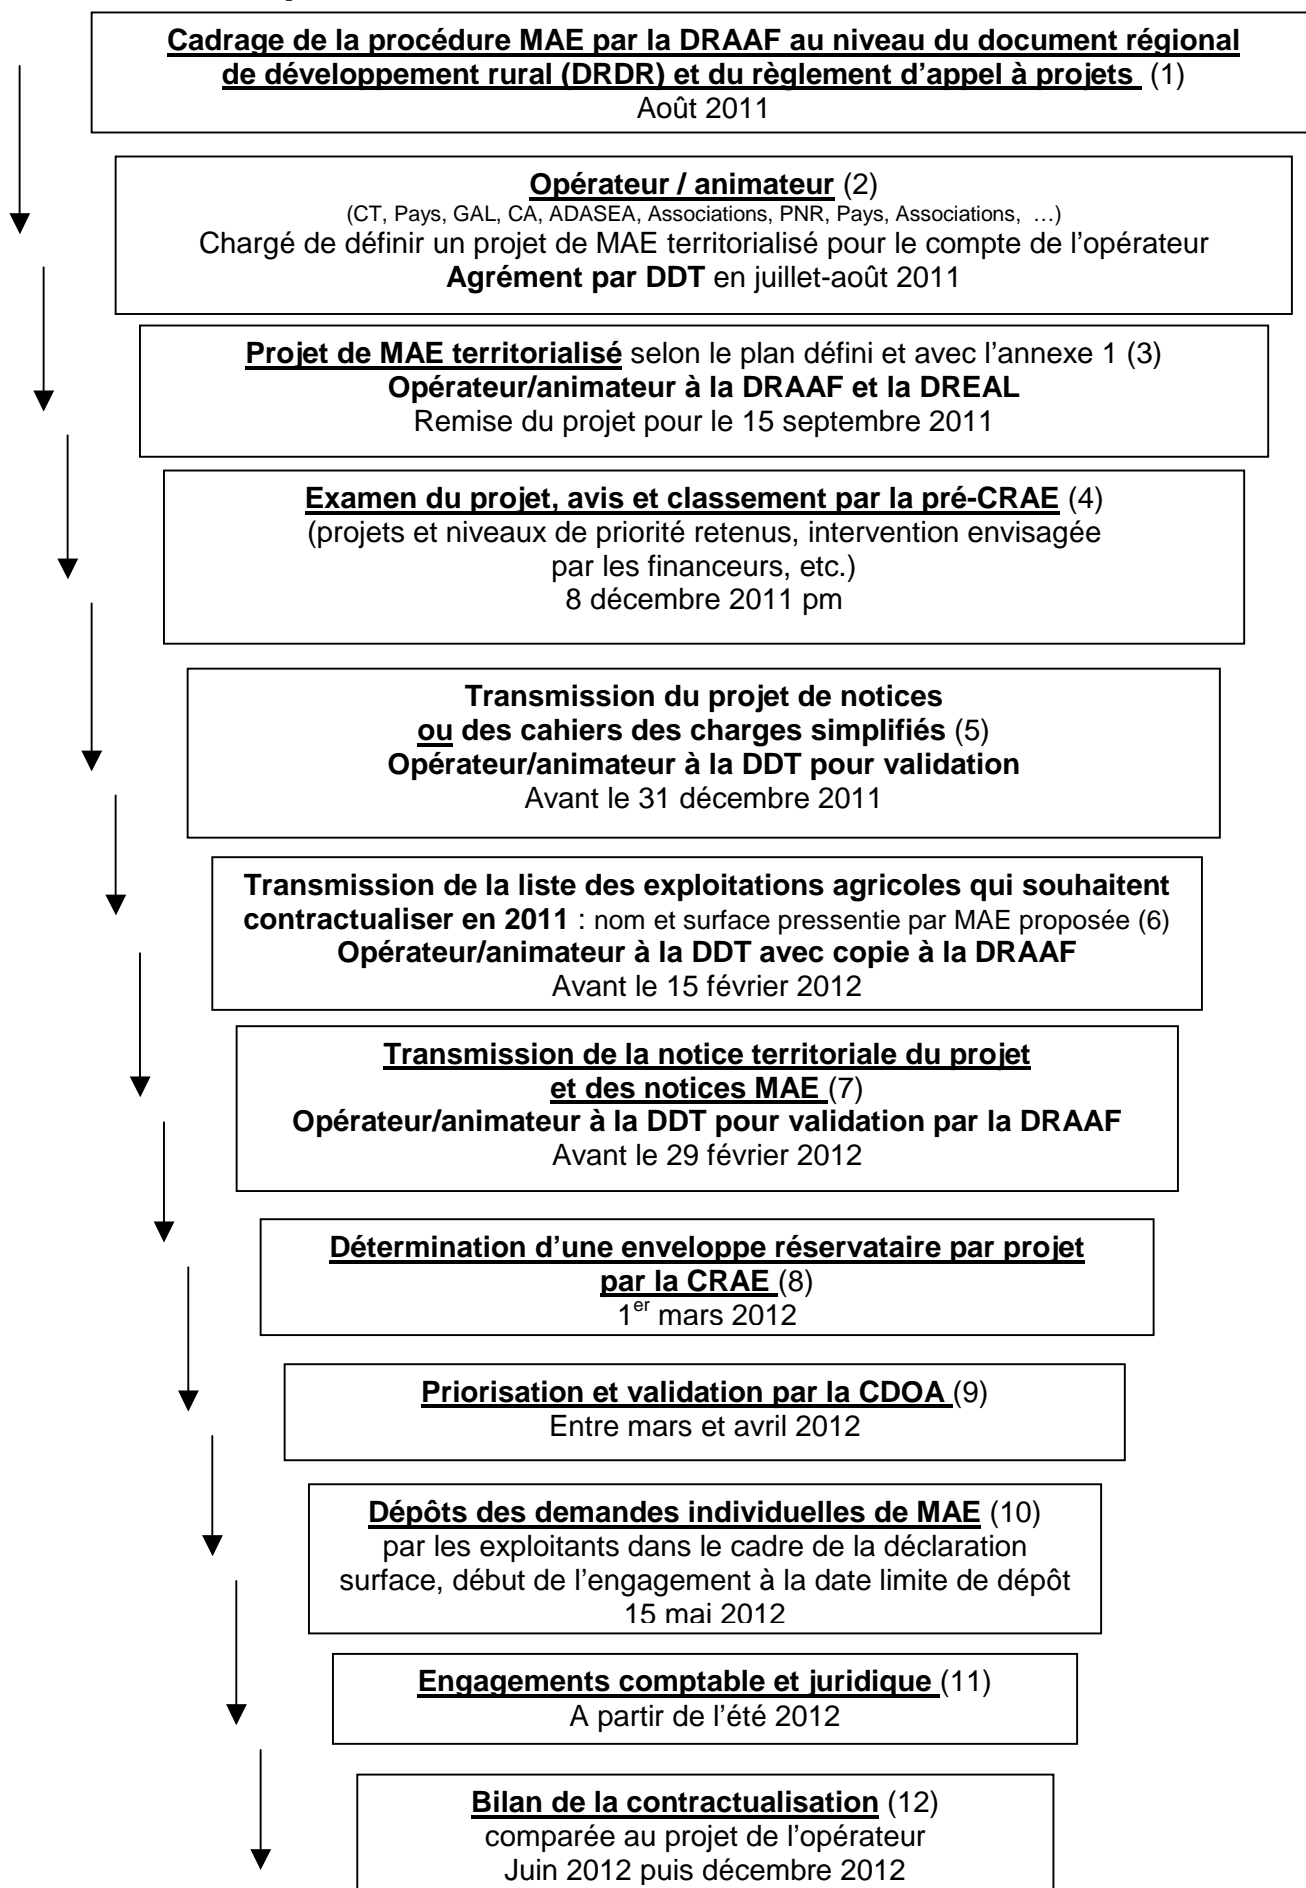 Cadrage de la procédure MAE par la DRAAF au niveau du document régional
de développement rural (DRDR) et du règlement d'appel à projets (1)
Août 2011
Opérateur / animateur (2)
(CT, Pays, GAL, CA, ADASEA, Associations, PNR, Pays, Associations, …)
Chargé de définir un projet de MAE territorialisé pour le compte de l'opérateur
Agrément par DDT en juillet-août 2011
Projet de MAE territorialisé selon le plan défini et avec l'annexe 1 (3)
Opérateur/animateur à la DRAAF et la DREAL
Remise du projet pour le 15 septembre 2011
Examen du projet, avis et classement par la pré-CRAE (4)
(projets et niveaux de priorité retenus, intervention envisagée
par les financeurs, etc.)
8 décembre 2011 pm
Transmission du projet de notices
ou des cahiers des charges simplifiés (5)
Opérateur/animateur à la DDT pour validation
Avant le 31 décembre 2011
Transmission de la liste des exploitations agricoles qui souhaitent
contractualiser en 2011 : nom et surface pressentie par MAE proposée (6)
Opérateur/animateur à la DDT avec copie à la DRAAF
Avant le 15 février 2012
Transmission de la notice territoriale du projet
et des notices MAE (7)
Opérateur/animateur à la DDT pour validation par la DRAAF
Avant le 29 février 2012
Détermination d'une enveloppe réservataire par projet
par la CRAE (8)
1er mars 2012
Priorisation et validation par la CDOA (9)
Entre mars et avril 2012
Dépôts des demandes individuelles de MAE (10)
par les exploitants dans le cadre de la déclaration
surface, début de l'engagement à la date limite de dépôt
15 mai 2012
Engagements comptable et juridique (11)
A partir de l'été 2012
Bilan de la contractualisation (12)
comparée au projet de l'opérateur
Juin 2012 puis décembre 2012